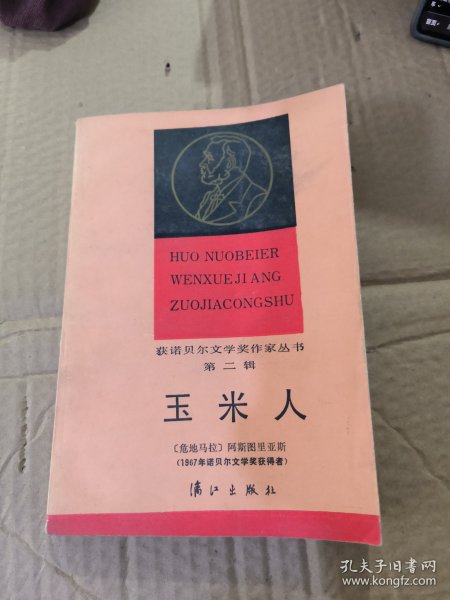 HUO NUOBEIER
WENXUEJIANG
ZUOJIACONGSHU
获诺贝尔文学奖作家丛书
第二辑
玉米人
〔危地马拉〕阿斯图里亚斯
(1967年诺贝尔文学奖获得者)
漓江出版社
孔夫子旧书网
www.kongfz.com